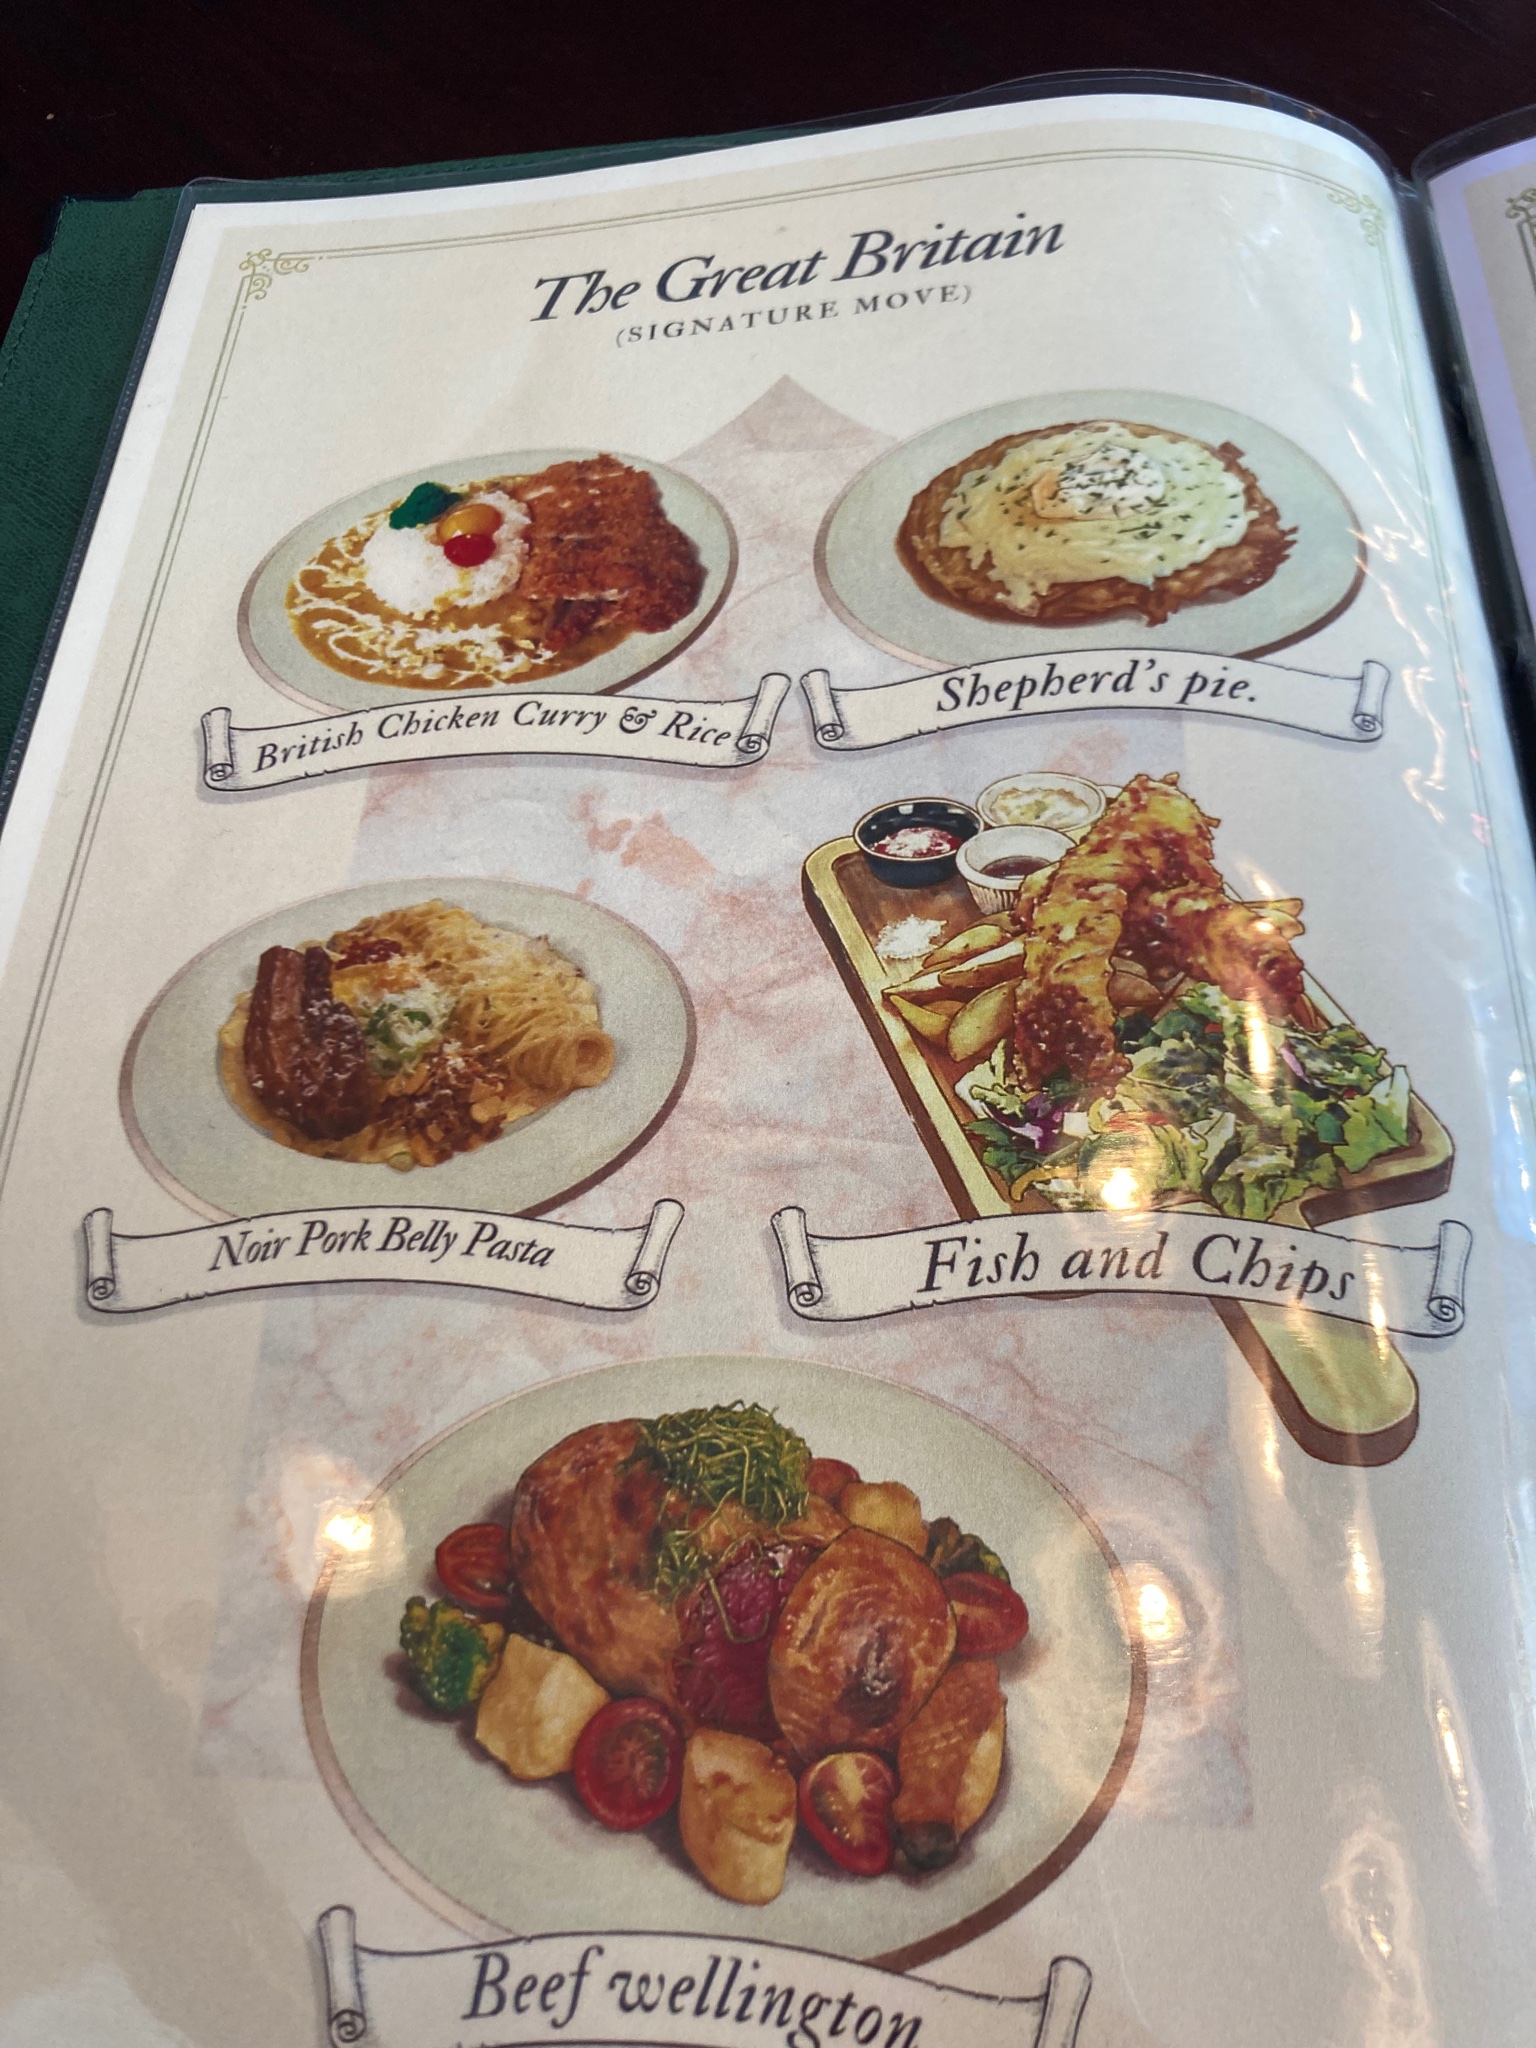 The Great Britain
(SIGNATURE MOVE)
British Chicken Curry & Rice
Shepherd's pie.
Noir Pork Belly Pasta
Fish and Chips
Beef wellington